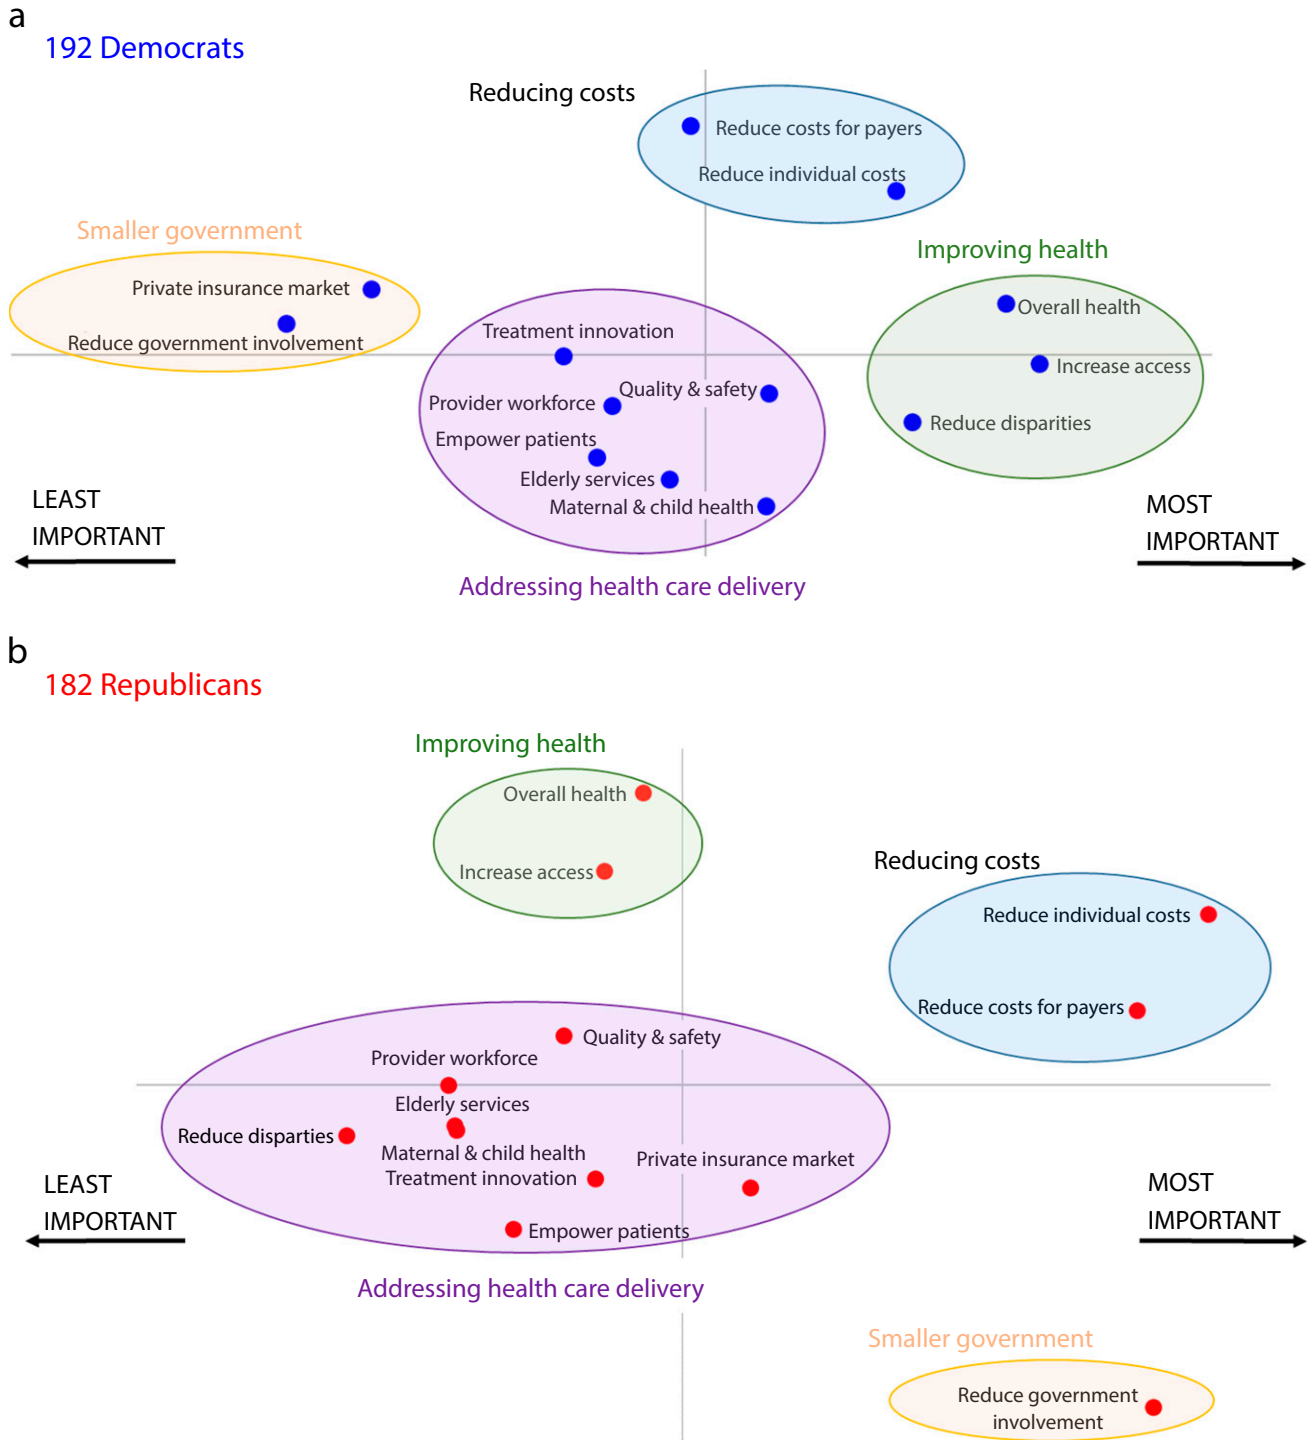 a
192 Democrats
Reducing costs
Reduce costs for payers
Reduce individual costs
Smaller government
Private insurance market
Reduce government involvement
Improving health
Overall health
Increase access
Reduce disparities
Treatment innovation
Quality & safety
Provider workforce
Empower patients
Elderly services
Maternal & child health
LEAST
IMPORTANT
MOST
IMPORTANT
Addressing health care delivery
b
182 Republicans
Improving health
Overall health
Increase access
Reducing costs
Reduce individual costs
Reduce costs for payers
Quality & safety
Provider workforce
Elderly services
Reduce disparties
Maternal & child health
Treatment innovation
Private insurance market
Empower patients
LEAST
IMPORTANT
MOST
IMPORTANT
Addressing health care delivery
Smaller government
Reduce government
involvement